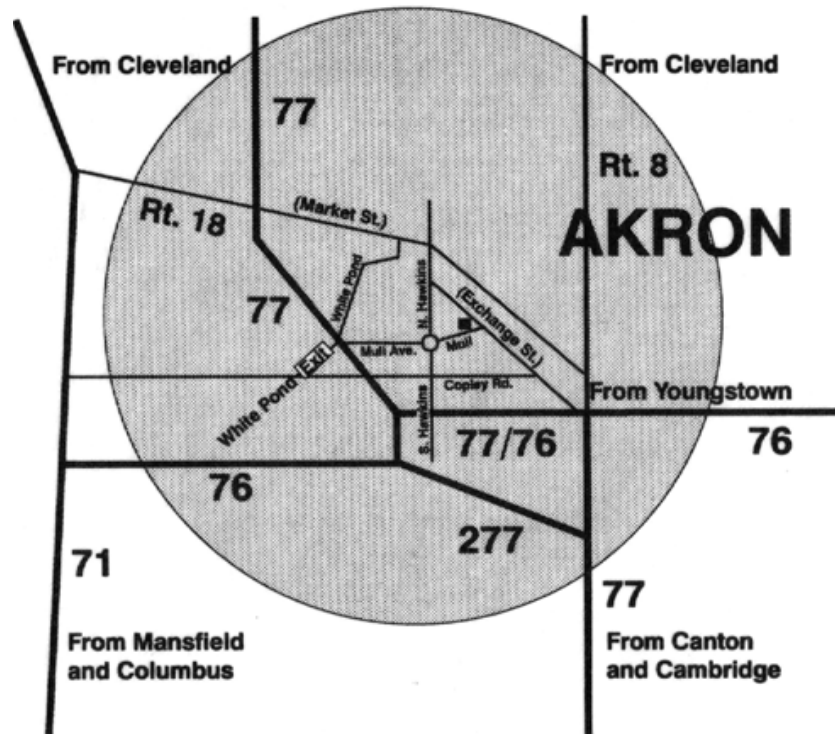 From Cleveland
From Cleveland
77
Rt. 8
Rt. 18
(Market St.)
AKRON
White Pond
N. Hawkins
77
(Exchange St.)
Mull Ave.
Mull
Exit
White Pond
Copley Rd.
From Youngstown
S. Hawkins
77/76
76
76
277
71
77
From Mansfield
and Columbus
From Canton
and Cambridge